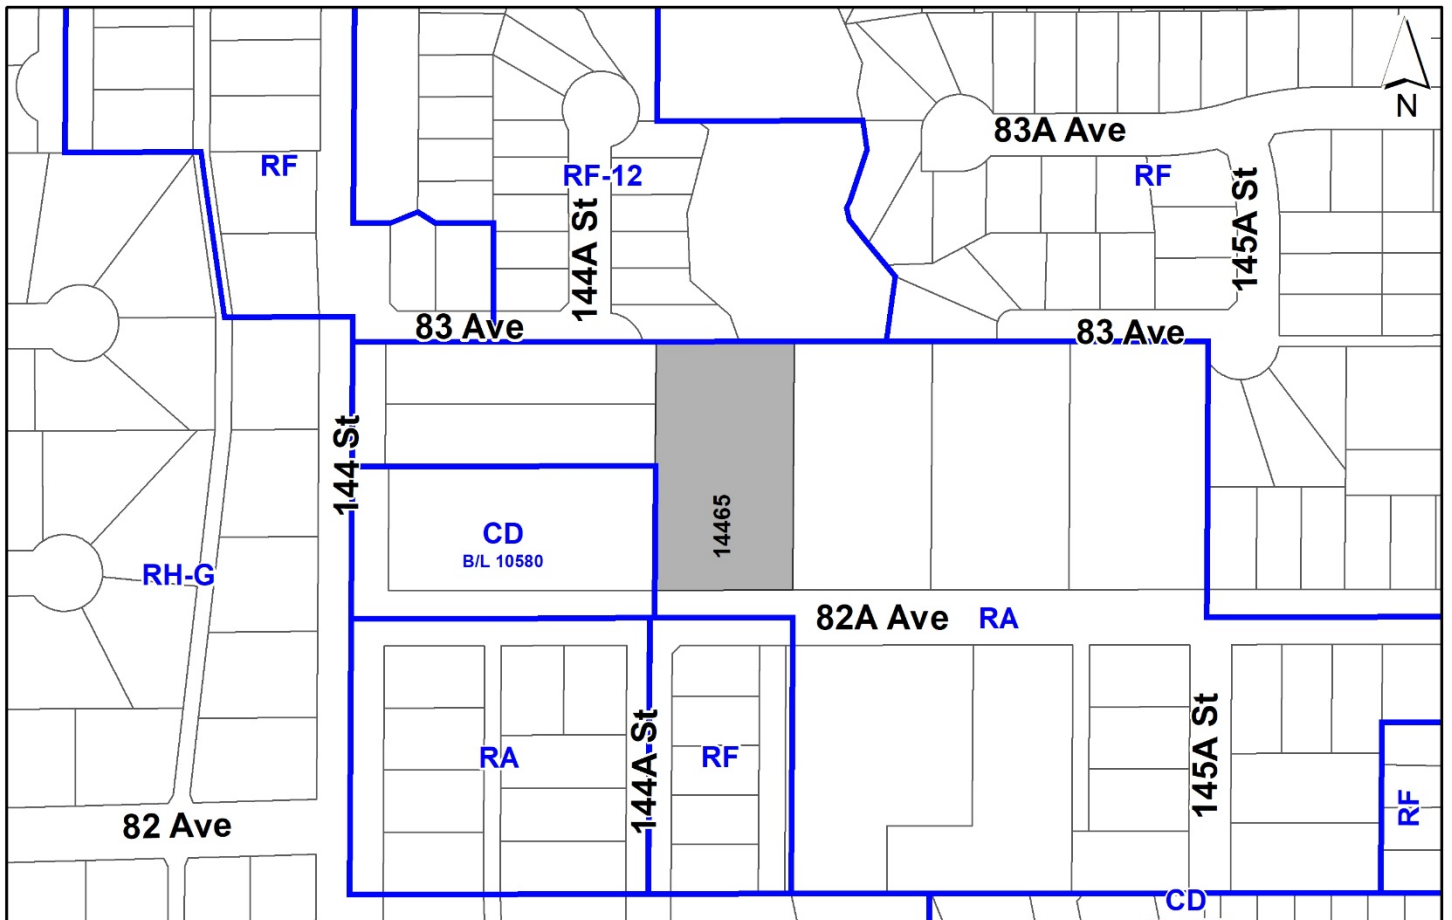 N
83A Ave
RF
RF-12
RF
144A St
145A St
83 Ave
83 Ave
144 St
14465
CD
B/L 10580
RH-G
82A Ave
RA
RA
144A St
RF
145A St
RF
82 Ave
CD